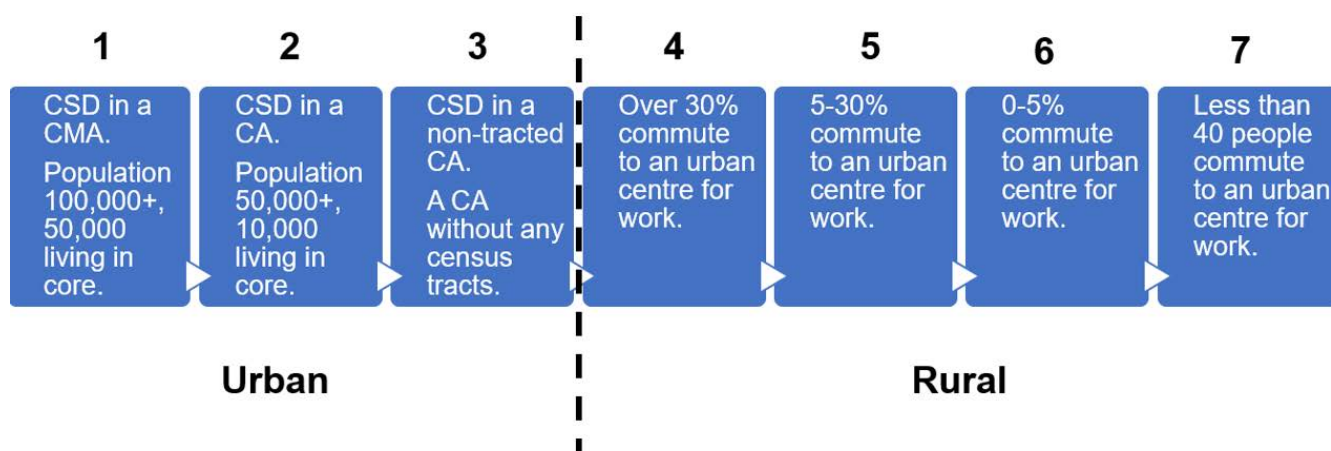 1
CSD in a
CMA.
Population
100,000+,
50,000
living in
core.
2
CSD in a
CA.
Population
50,000+,
10,000
living in
core.
3
CSD in a
non-tracted
CA.
A CA
without any
census
tracts.
4
Over 30%
commute
to an urban
centre for
work.
5
5-30%
commute
to an urban
centre for
work.
6
0-5%
commute
to an urban
centre for
work.
7
Less than
40 people
commute
to an urban
centre for
work.
Urban
Rural